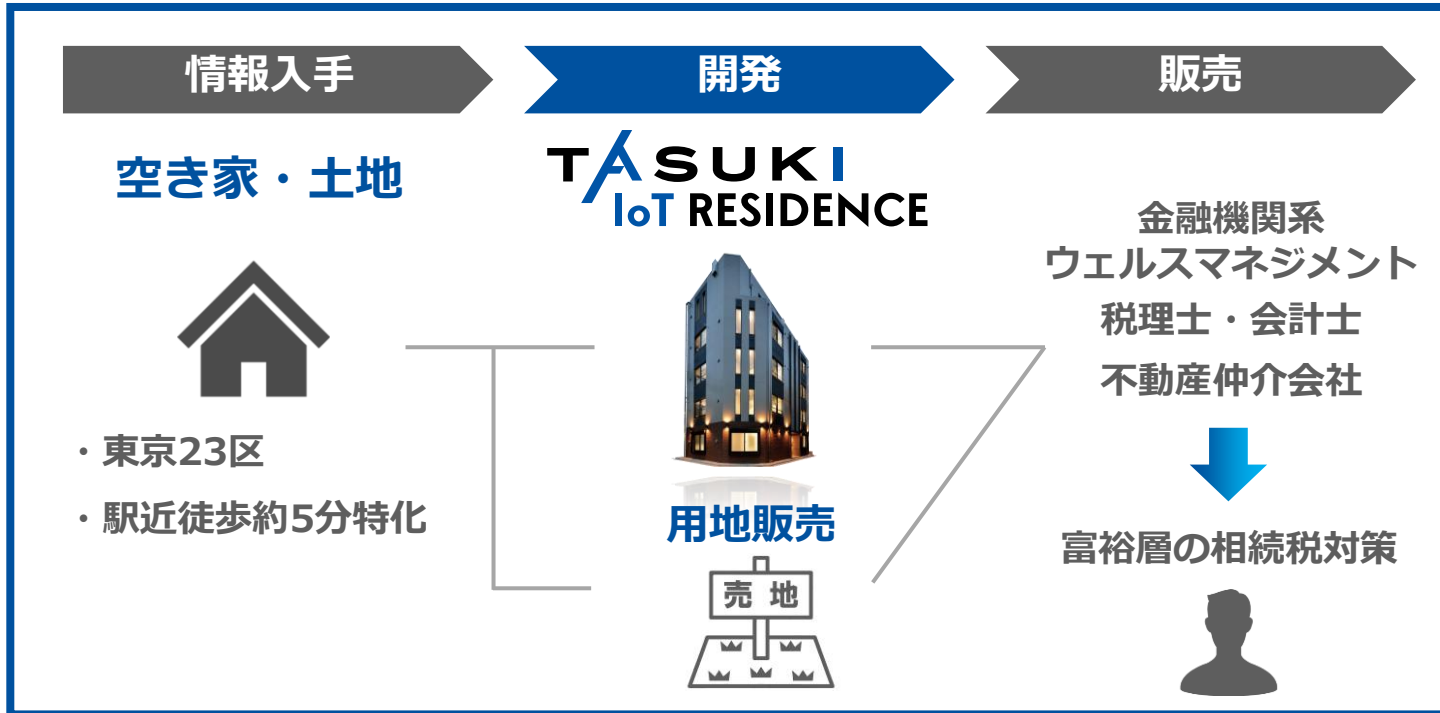 情報入手
開発
販売
空き家・土地
・東京23区
・駅近徒歩約5分特化
TASUKI
IoT RESIDENCE
用地販売
売地
金融機関系
ウェルスマネジメント
税理士・会計士
不動産仲介会社
富裕層の相続税対策